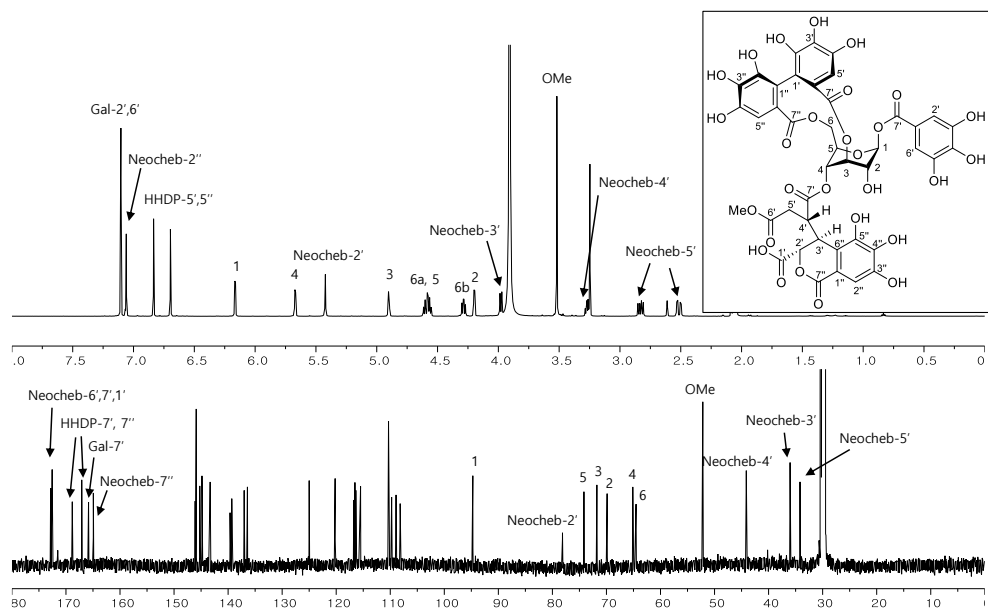 Gal-2′,6′
Neocheb-2′′
HHDP-5′,5′′
1
4
Neocheb-2′
3
6a, 5
6b
2
Neocheb-3′
OMe
Neocheb-4′
Neocheb-5′
OH
HO 3′ OH
HO
HO 3′′ 1′ 5′
HO 1′′ 7′ O
HO 5′′ 7′′ O 6 O
O
O 7′ 2′ OH
5 O O 1 6′ OH
4 3 2 OH
O OH
O 7′
6′ 5′ H
MeO 4′ H 5′′ OH
O 2′ 3′ 6′′ 4′′ OH
O 1′ 3′′
HO O 7′′ 1′′ 2′′ OH
O
.0 7.5 7.0 6.5 6.0 5.5 5.0 4.5 4.0 3.5 3.0 2.5 2.0 1.5 1.0 0.5 0
Neocheb-6′,7′,1′
HHDP-7′, 7′′
Gal-7′
Neocheb-7′′
1
Neocheb-2′
5
3
2
4
6
OMe
Neocheb-4′
Neocheb-3′
Neocheb-5′
80 170 160 150 140 130 120 110 100 90 80 70 60 50 40 30 20 10 0